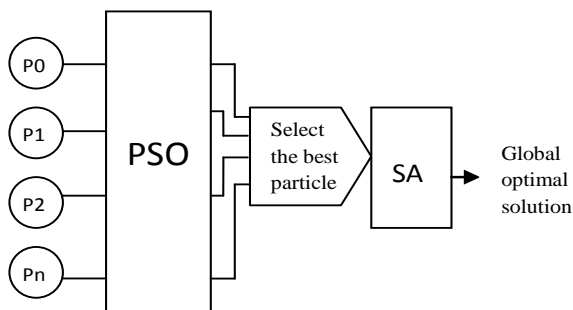 P0
P1
P2
Pn
PSO
Select
the best
particle
SA
Global
optimal
solution